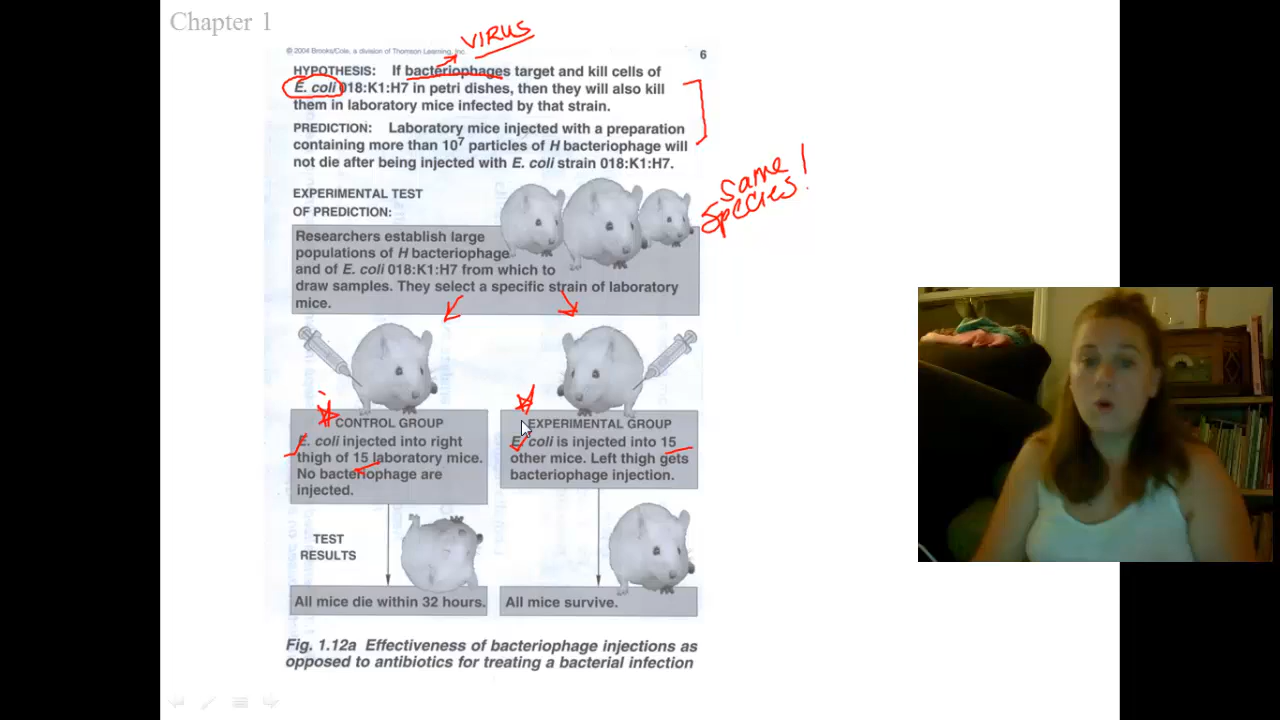 Chapter 1
VIRUS
© 2004 Brooks/Cole, a division of Thomson Learning, Inc.
6
HYPOTHESIS: If bacteriophages target and kill cells of
E. coli 018:K1:H7 in petri dishes, then they will also kill
them in laboratory mice infected by that strain.
PREDICTION: Laboratory mice injected with a preparation
containing more than 10⁷ particles of H bacteriophage will
not die after being injected with E. coli strain 018:K1:H7.
same
species!
EXPERIMENTAL TEST
OF PREDICTION:
Researchers establish large
populations of H bacteriophage
and of E. coli 018:K1:H7 from which to
draw samples. They select a specific strain of laboratory
mice.
CONTROL GROUP
E. coli injected into right
thigh of 15 laboratory mice.
No bacteriophage are
injected.
EXPERIMENTAL GROUP
E. coli is injected into 15
other mice. Left thigh gets
bacteriophage injection.
TEST
RESULTS
All mice die within 32 hours.
All mice survive.
Fig. 1.12a Effectiveness of bacteriophage injections as
opposed to antibiotics for treating a bacterial infection